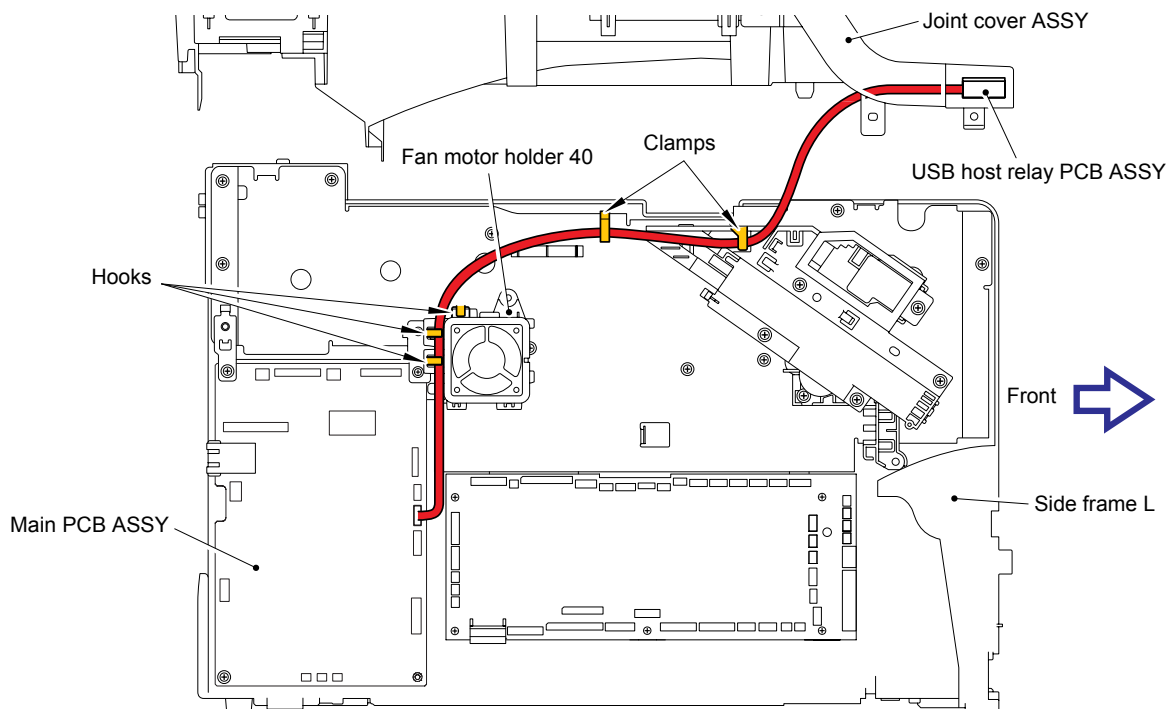 Joint cover ASSY
Clamps
Fan motor holder 40
USB host relay PCB ASSY
Hooks
Front
Side frame L
Main PCB ASSY